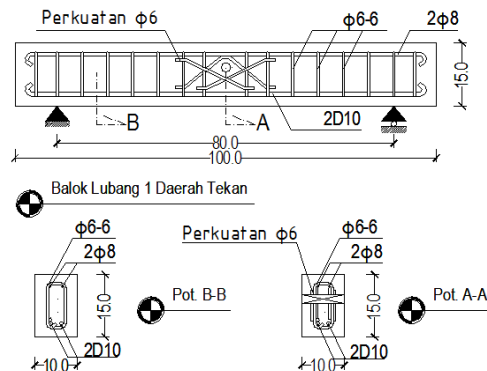 Perkuatan ϕ6
ϕ6-6
2ϕ8
15.0
B
A
2D10
80.0
100.0
Balok Lubang 1 Daerah Tekan
ϕ6-6
2ϕ8
15.0
Pot. B-B
2D10
10.0
Perkuatan ϕ6
ϕ6-6
2ϕ8
15.0
Pot. A-A
2D10
10.0